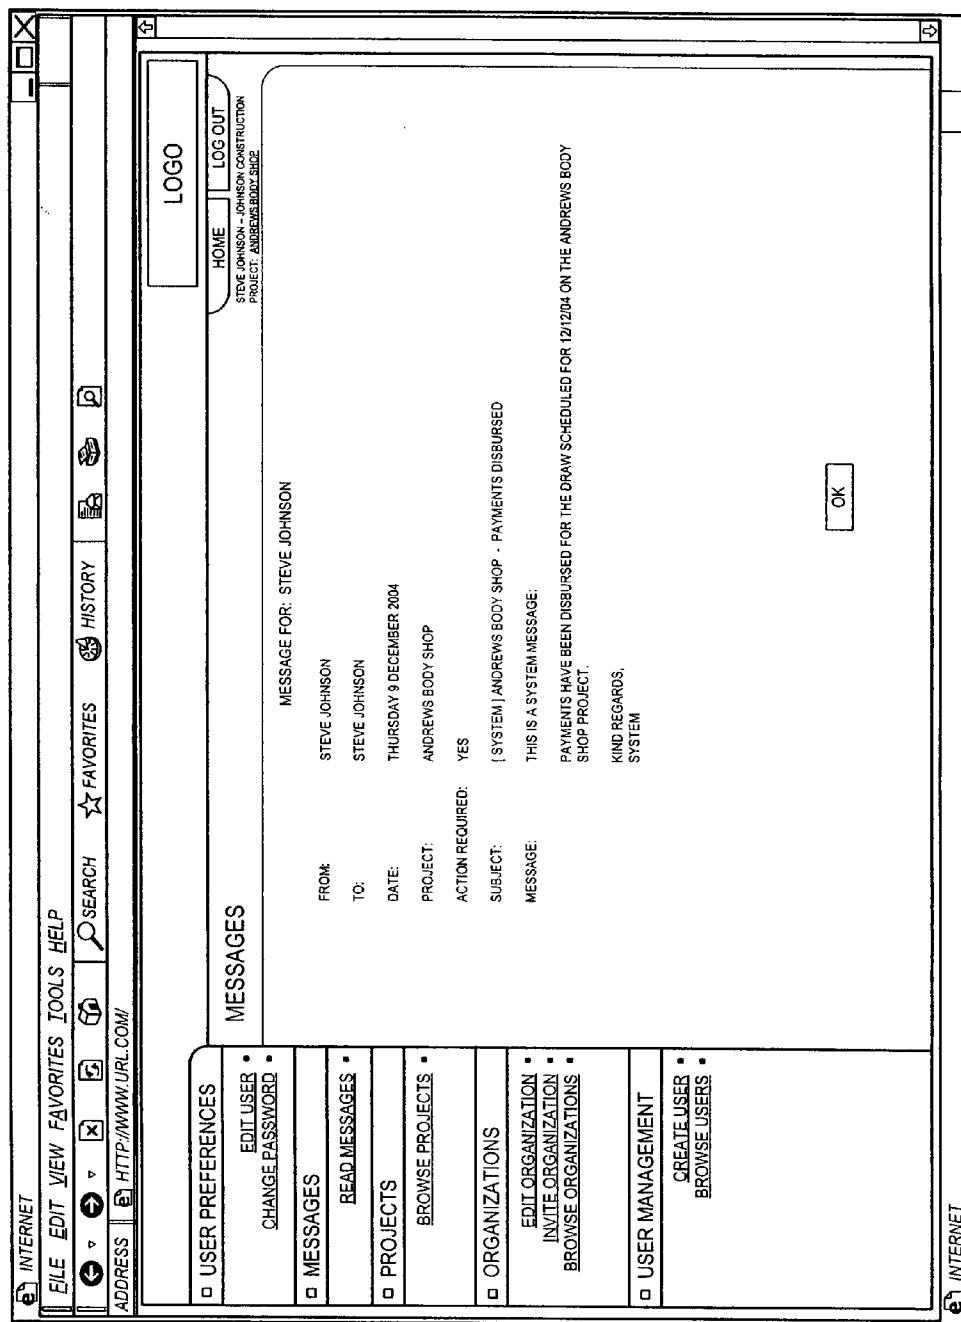 INTERNET
FILE EDIT VIEW FAVORITES TOOLS HELP
SEARCH FAVORITES HISTORY
ADDRESS HTTP://WWW.URL.COM/
LOGO
HOME LOG OUT
STEVE JOHNSON – JOHNSON CONSTRUCTION
PROJECT: ANDREWS BODY SHOP
USER PREFERENCES
EDIT USER
CHANGE PASSWORD
MESSAGES
READ MESSAGES
PROJECTS
BROWSE PROJECTS
ORGANIZATIONS
EDIT ORGANIZATION
INVITE ORGANIZATION
BROWSE ORGANIZATIONS
USER MANAGEMENT
CREATE USER
BROWSE USERS
MESSAGES
MESSAGE FOR: STEVE JOHNSON
FROM: STEVE JOHNSON
TO: STEVE JOHNSON
DATE: THURSDAY 9 DECEMBER 2004
PROJECT: ANDREWS BODY SHOP
ACTION REQUIRED: YES
SUBJECT: [ SYSTEM ] ANDREWS BODY SHOP - PAYMENTS DISBURSED
MESSAGE: THIS IS A SYSTEM MESSAGE:
PAYMENTS HAVE BEEN DISBURSED FOR THE DRAW SCHEDULED FOR 12/12/04 ON THE ANDREWS BODY
SHOP PROJECT.
KIND REGARDS,
SYSTEM
OK
INTERNET